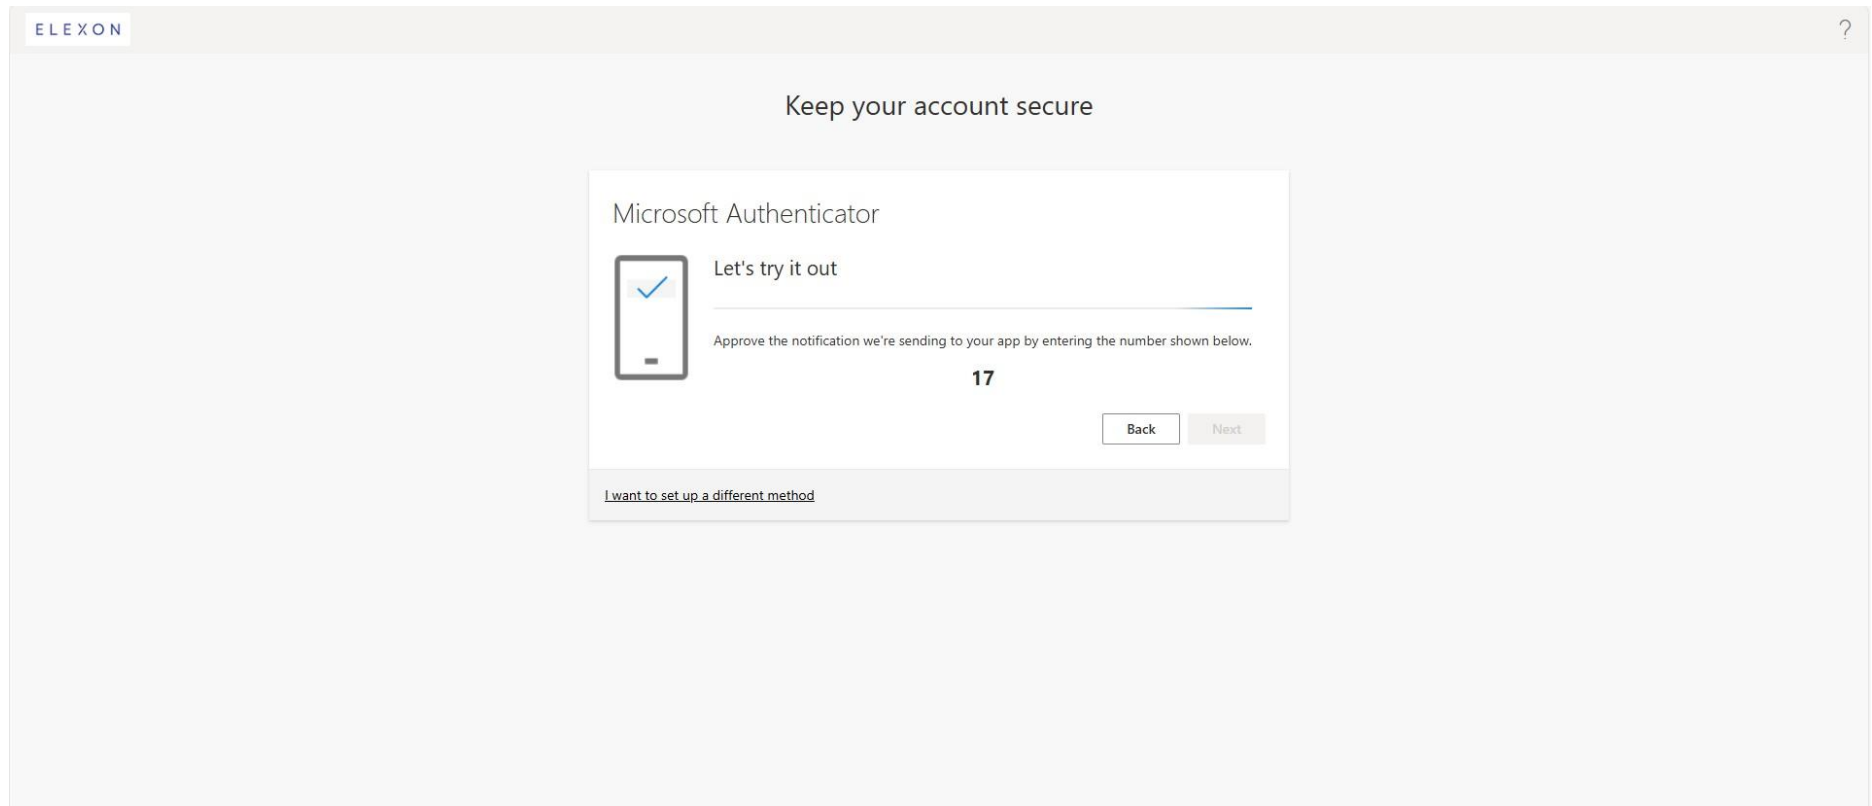 ELEXON
?
Keep your account secure
Microsoft Authenticator
Let's try it out
Approve the notification we're sending to your app by entering the number shown below.
17
Back Next
I want to set up a different method